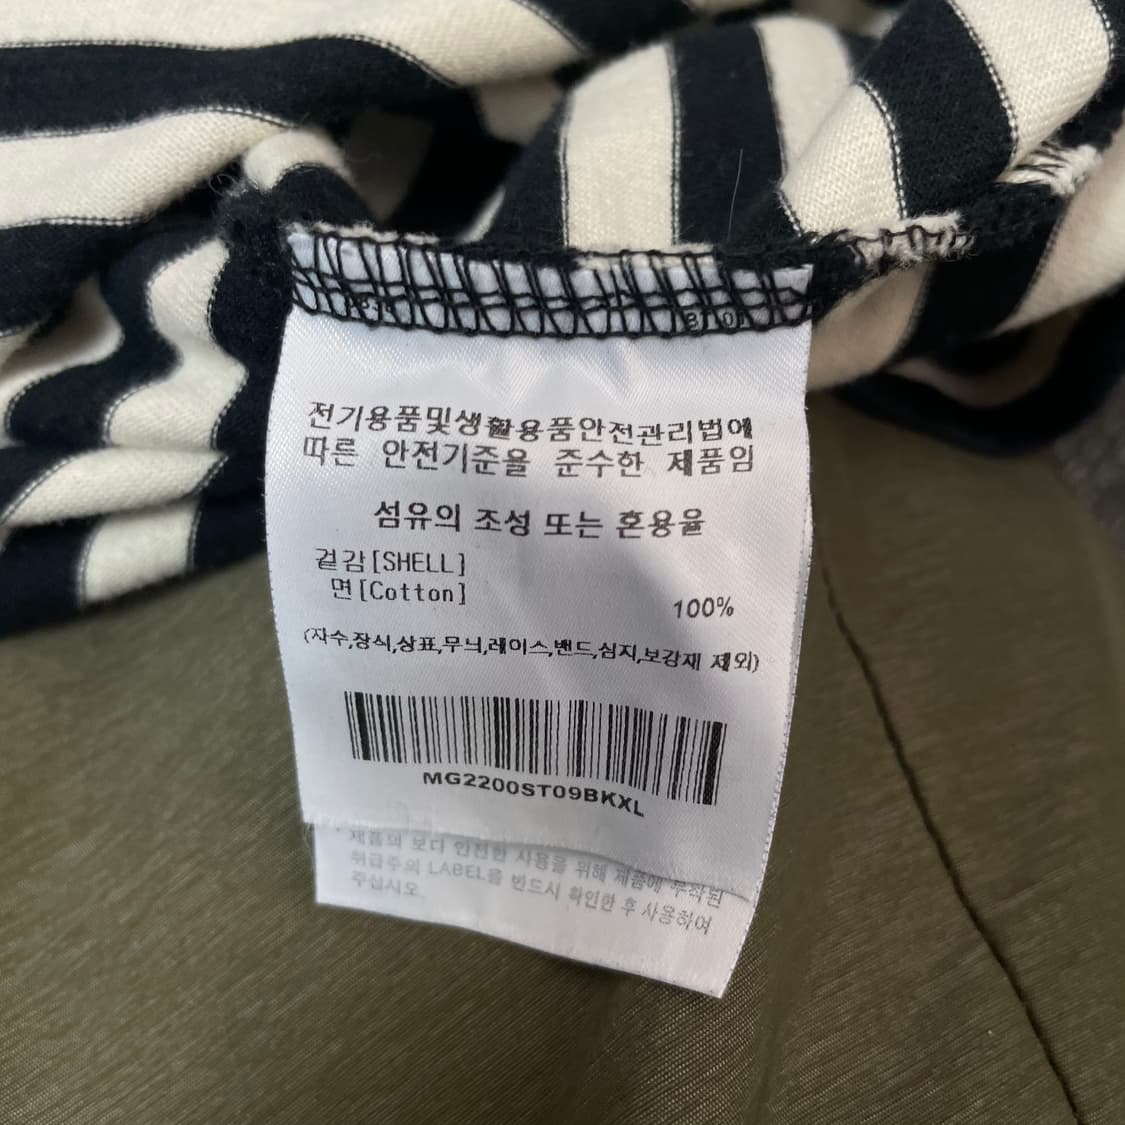 전기용품및생활용품안전관리법에
따른 안전기준을 준수한 제품임
섬유의 조성 또는 혼용율
겉감[SHELL]
면[Cotton]
100%
(자수,장식,상표,무늬,레이스,밴드,심지,보강재 제외)
MG2200ST09BKXL
제품의 보다 안전한 사용을 위해 제품에 부착된
취급주의 LABEL을 반드시 확인한 후 사용하여
주십시오